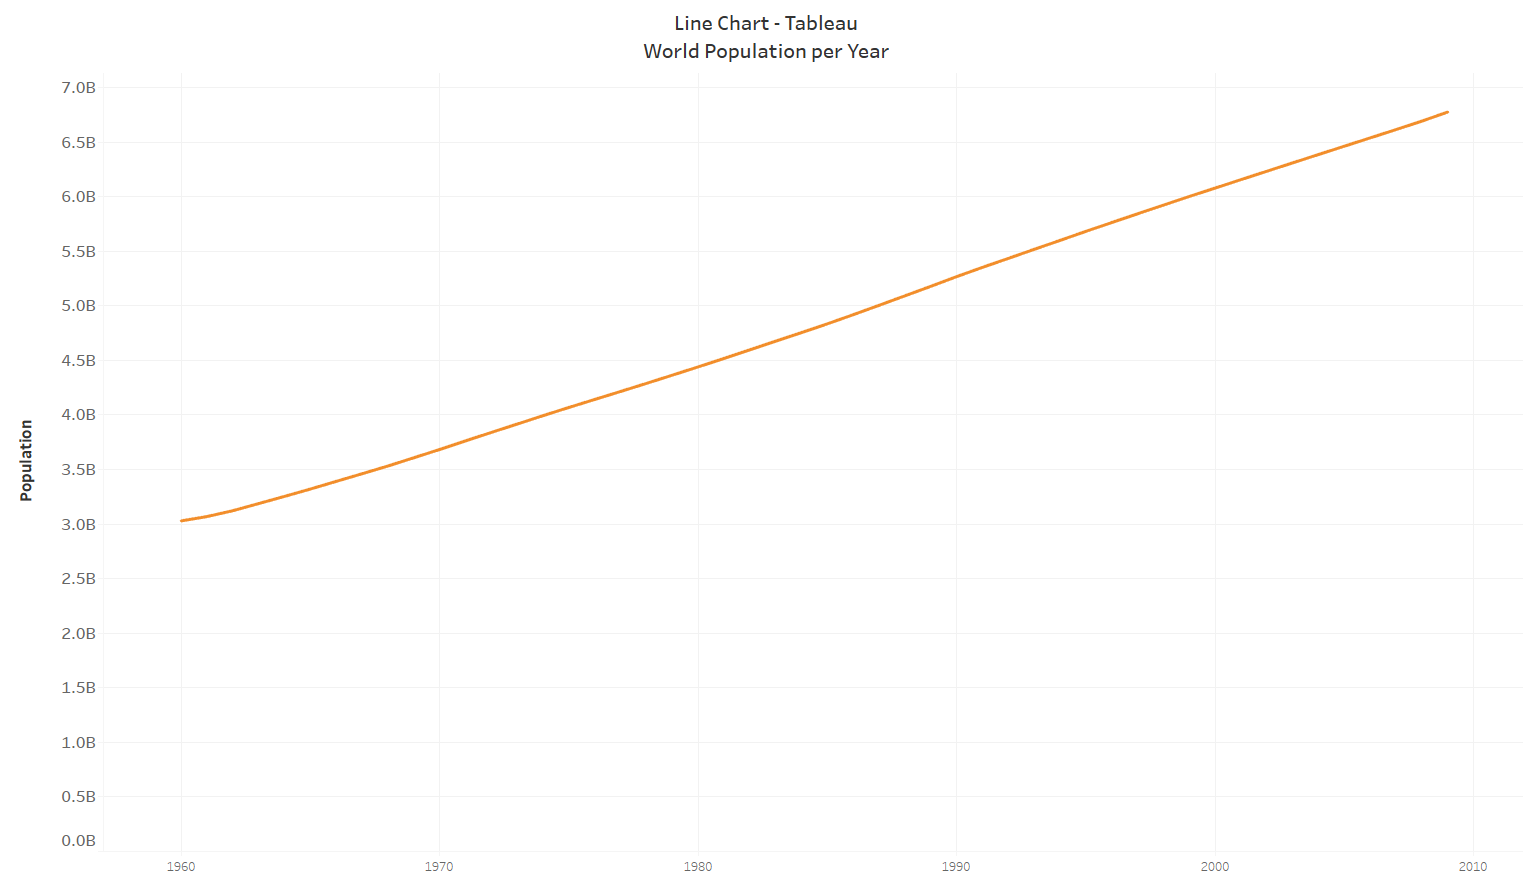 Line Chart - Tableau
World Population per Year
7.0B
6.5B
6.0B
5.5B
5.0B
4.5B
4.0B
3.5B
3.0B
2.5B
2.0B
1.5B
1.0B
0.5B
0.0B
Population
1960 1970 1980 1990 2000 2010